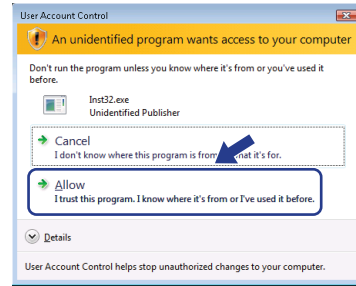 User Account Control
An unidentified program wants access to your computer
Don't run the program unless you know where it's from or you've used it
before.
Inst32.exe
Unidentified Publisher
Cancel
I don't know where this program is from at it's for.
Allow
I trust this program. I know where it's from or I've used it before.
Details
User Account Control helps stop unauthorized changes to your computer.